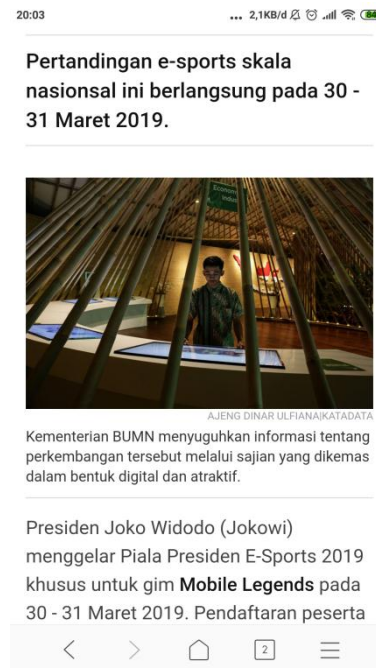 20:03
... 2,1KB/d 84
Pertandingan e-sports skala
nasionsal ini berlangsung pada 30 -
31 Maret 2019.
Econom
Indus
AJENG DINAR ULFIANA|KATADATA
Kementerian BUMN menyuguhkan informasi tentang
perkembangan tersebut melalui sajian yang dikemas
dalam bentuk digital dan atraktif.
Presiden Joko Widodo (Jokowi)
menggelar Piala Presiden E-Sports 2019
khusus untuk gim Mobile Legends pada
30 - 31 Maret 2019. Pendaftaran peserta
2